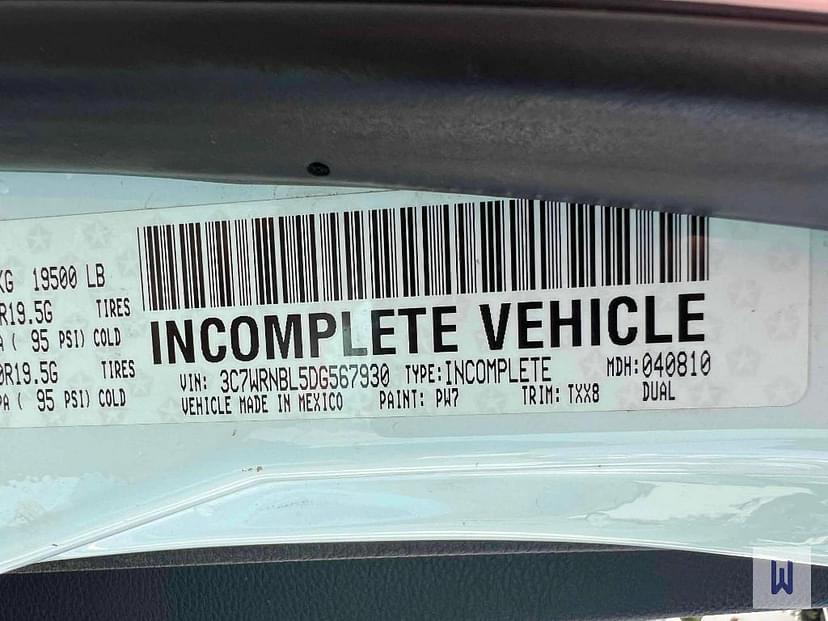 KG 19500 LB
R19.5G TIRES
A ( 95 PSI) COLD
0R19.5G TIRES
PA ( 95 PSI) COLD
INCOMPLETE VEHICLE
VIN: 3C7WRNBL5DG567930 TYPE: INCOMPLETE MDH: 040810
VEHICLE MADE IN MEXICO PAINT: PW7 TRIM: TXX8 DUAL
W